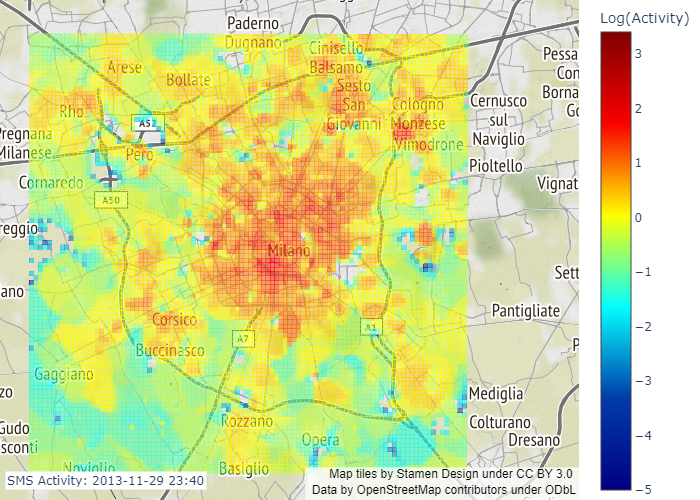 Log(Activity)
Paderno
Dugnano
Cinisello
Balsamo
Arese
Bollate
Sesto
San
Giovanni
Rho
Cologno
Monzese
Vimodrone
A52
Pero
Pregnana
Milanese
Cornaredo
A50
Cernusco
sul
Naviglio
Pioltello
Pessa
Con
Borna
Go
Vignat
reggio
Milano
Sett
ano
Pantigliate
Corsico
Buccinasco
A7
A1
P
Gaggiano
zzo
Mediglia
Rozzano
Colturano
Dresano
Gudo
sconti
Opera
Noviglio
Basiglio
SMS Activity: 2013-11-29 23:40
Map tiles by Stamen Design under CC BY 3.0
Data by OpenStreetMap contributors under ODbL
3
2
1
0
−1
−2
−3
−4
−5